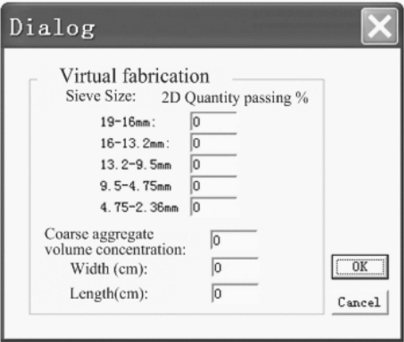 Dialog
Virtual fabrication
Sieve Size: 2D Quantity passing %
19-16mm: 0
16-13.2mm: 0
13.2-9.5mm 0
9.5-4.75mm 0
4.75-2.36mm 0
Coarse aggregate
volume concentration: 0
Width (cm): 0
Length(cm): 0
OK
Cancel